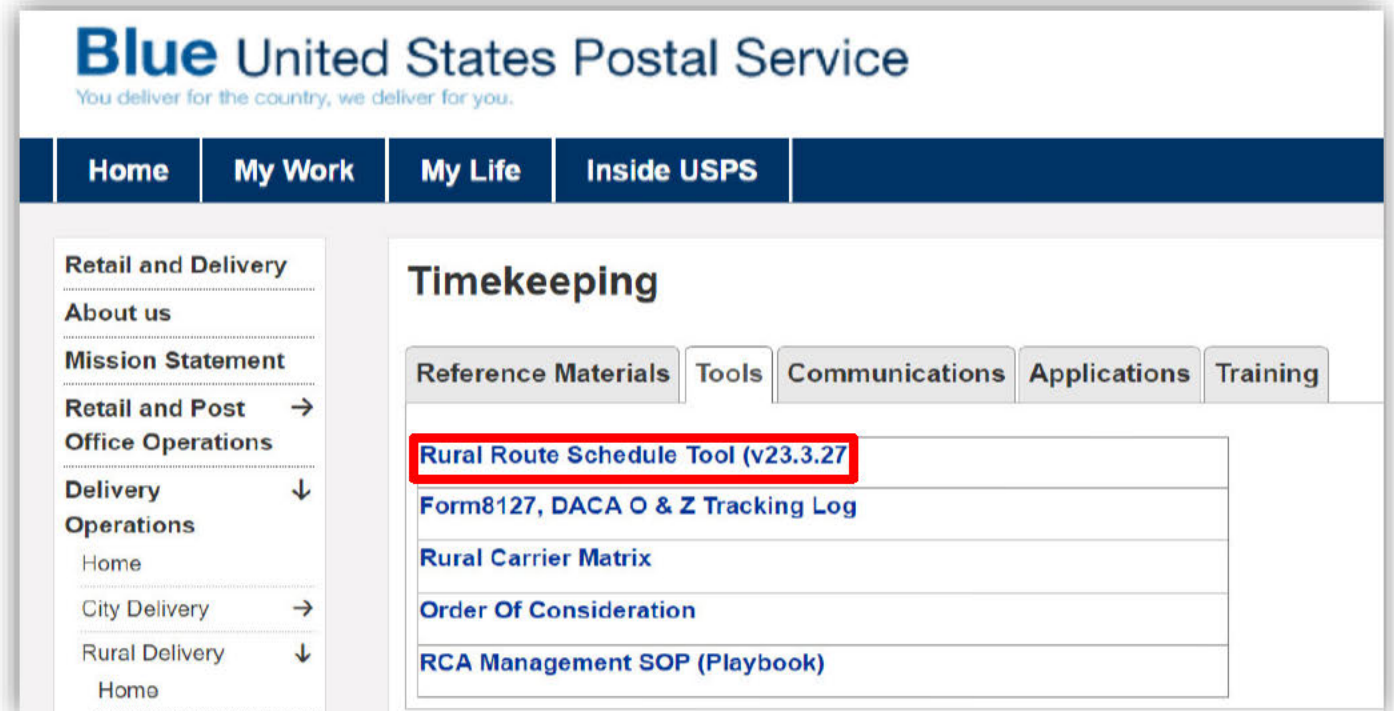 Blue United States Postal Service
You deliver for the country, we deliver for you.
Home My Work My Life Inside USPS
Retail and Delivery
About us
Mission Statement
Retail and Post →
Office Operations
Delivery ↓
Operations
Home
City Delivery →
Rural Delivery ↓
Home
Timekeeping
Reference Materials Tools Communications Applications Training
Rural Route Schedule Tool (v23.3.27
Form8127, DACA O & Z Tracking Log
Rural Carrier Matrix
Order Of Consideration
RCA Management SOP (Playbook)